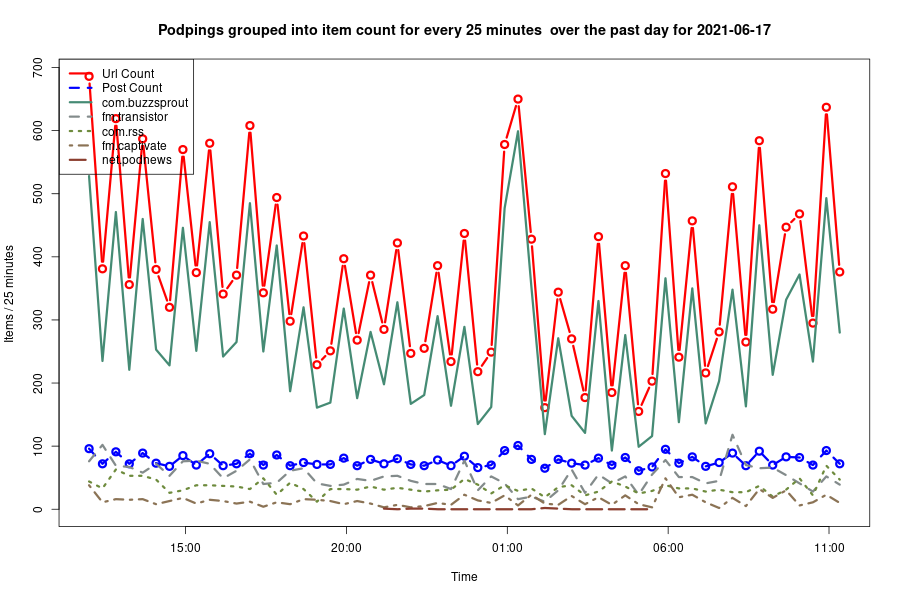 Podpings grouped into item count for every 25 minutes  over the past day for 2021-06-17
Items / 25 minutes
700
600
500
400
300
200
100
0
Url Count
Post Count
com.buzzsprout
fm.transistor
com.rss
fm.captivate
net.podnews
15:00
20:00
01:00
06:00
11:00
Time